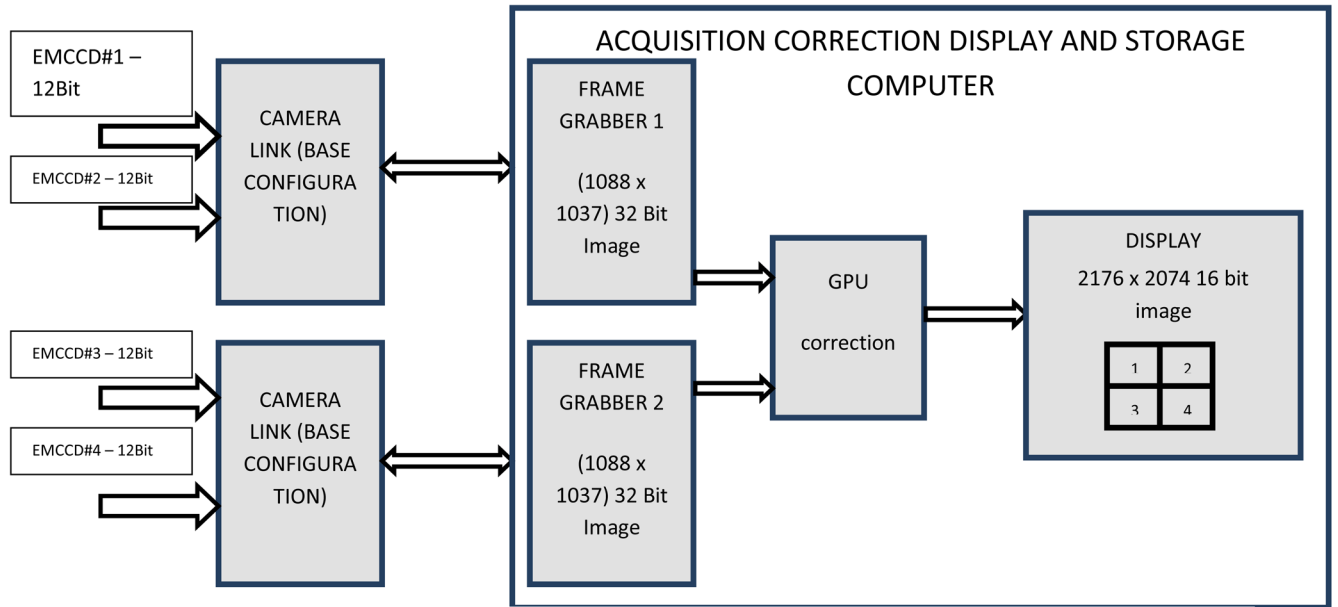 ACQUISITION CORRECTION DISPLAY AND STORAGE
COMPUTER
EMCCD#1 –
12Bit
EMCCD#2 – 12Bit
CAMERA
LINK (BASE
CONFIGURA
TION)
FRAME
GRABBER 1
(1088 x
1037) 32 Bit
Image
EMCCD#3 – 12Bit
EMCCD#4 – 12Bit
CAMERA
LINK (BASE
CONFIGURA
TION)
FRAME
GRABBER 2
(1088 x
1037) 32 Bit
Image
GPU
correction
DISPLAY
2176 x 2074 16 bit
image
1 2
3 4